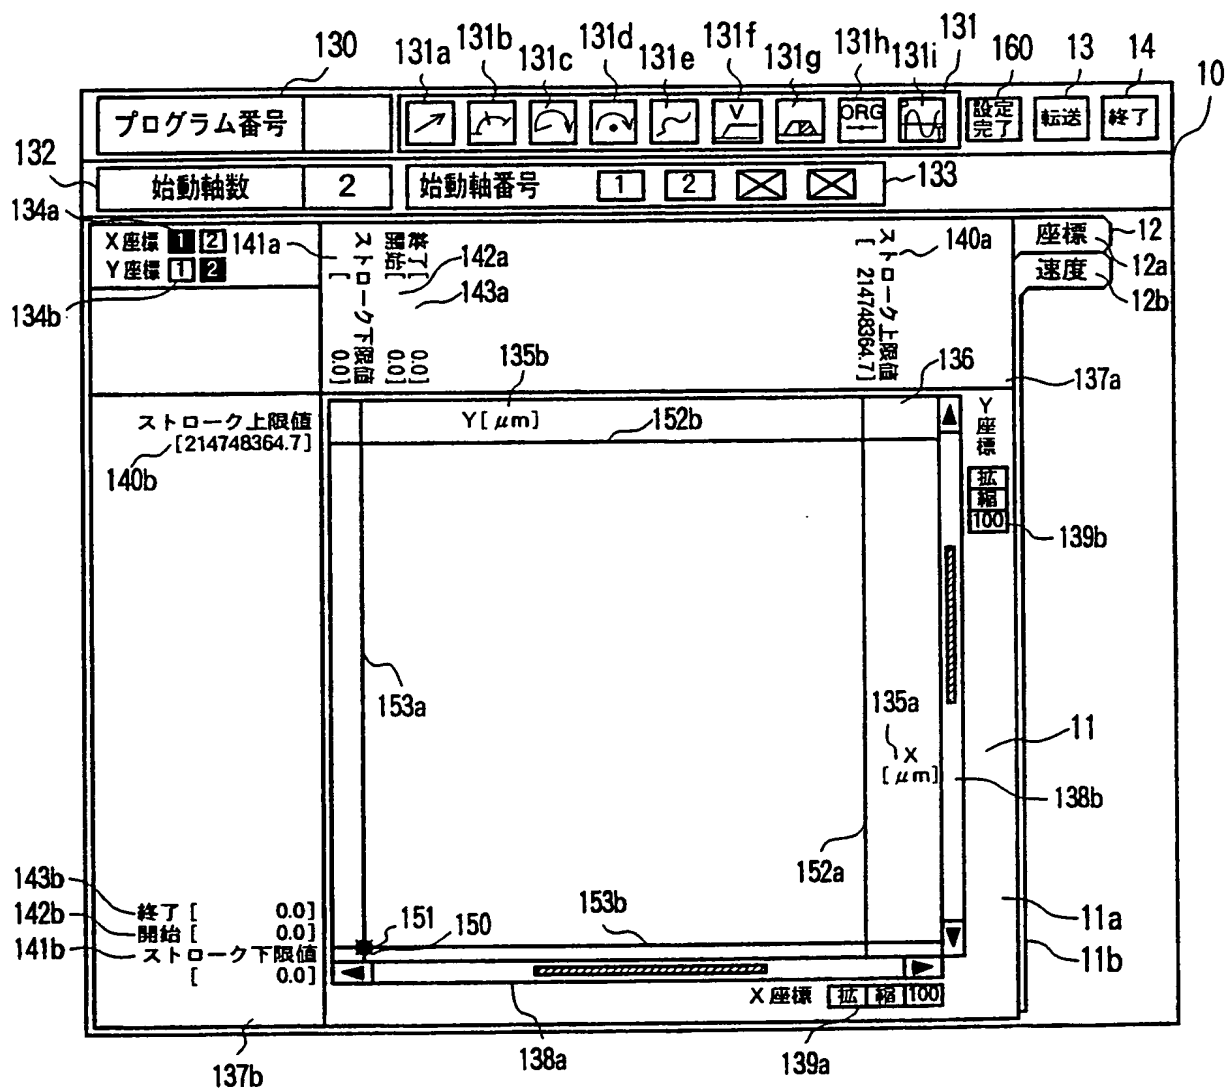 130
131a
131b
131c
131d
131e
131f
131g
131h
131i
131
160
13
14
10
プログラム番号
V
ORG
設定
完了
転送
終了
132
始動軸数
2
始動軸番号
1
2
133
134a
X座標 1 2
Y座標 1 2
134b
141a
ストローク下限値
[ 0.0]
開始[ 0.0]
終了[ 0.0]
142a
143a
ストローク上限値
[ 214748364.7]
140a
座標
速度
12
12a
12b
135b
136
137a
ストローク上限値
[214748364.7]
140b
Y[μm]
152b
Y座標
拡
縮
100
139b
153a
135a
X
[μm]
11
138b
152a
143b
142b
141b
終了[ 0.0]
開始[ 0.0]
ストローク下限値
[ 0.0]
151
150
153b
11a
11b
X座標 拡 縮 100
137b
138a
139a